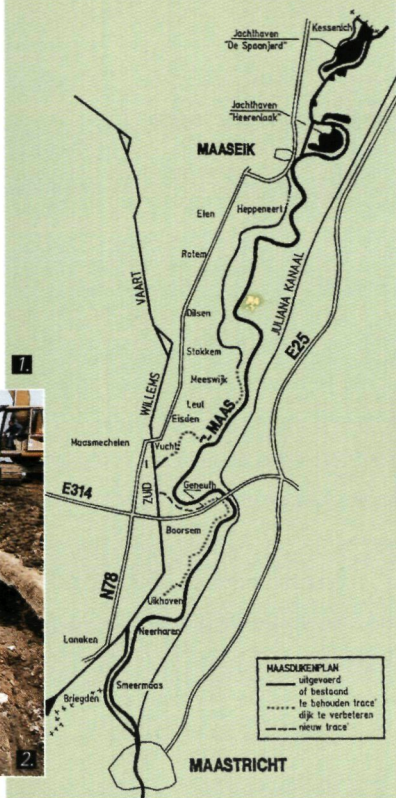 Kessenich
Jachthaven
"De Spaanjerd"
Jachthaven
"Heerenlaak"
MAASEIK
Heppeneert
Elen
Rotem
JULIANA KANAAL
VAART
Dilsen
E25
Stokkem
1.
WILLEMS
Meeswijk
Leut
Eisden
MAAS
Maasmechelen
Vucht
E314
ZUID
Geneuth
Boorsem
N78
Uikhoven
Neerharen
Lanaken
Smeermaas
Briegden
2.
MAASDIJKENPLAN
uitgevoerd
of bestaand
te behouden tracé
dijk te verbeteren
nieuw tracé
MAASTRICHT